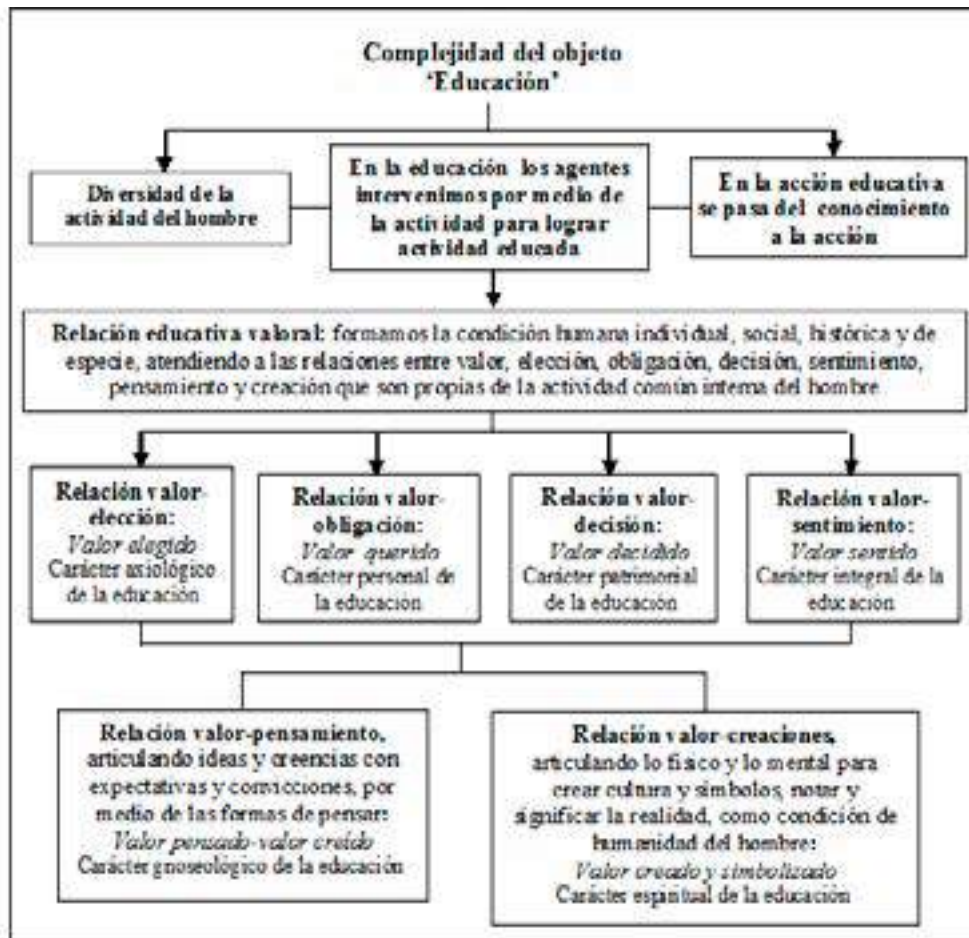 Complejidad del objeto
‘Educación’
Diversidad de la
actividad del hombre
En la educación los agentes
intervenimos por medio de
la actividad para lograr
actividad educada
En la acción educativa
se pasa del conocimiento
a la acción
Relación educativa valoral: formamos la condición humana individual, social, histórica y de
especie, atendiendo a las relaciones entre valor, elección, obligación, decisión, sentimiento,
pensamiento y creación que son propias de la actividad común interna del hombre
Relación valor-
elección:
Valor elegido
Carácter axiológico
de la educación
Relación valor-
obligación:
Valor querido
Carácter personal de
la educación
Relación valor-
decisión:
Valor decidido
Carácter patrimonial
de la educación
Relación valor-
sentimiento:
Valor sentido
Carácter integral de la
educación
Relación valor-pensamiento,
articulando ideas y creencias con
expectativas y convicciones, por
medio de las formas de pensar:
Valor pensado-valor creído
Carácter gnoseológico de la educación
Relación valor-creaciones,
articulando lo físico y lo mental para
crear cultura y símbolos, notar y
significar la realidad, como condición de
humanidad del hombre:
Valor creado y simbolizado
Carácter espiritual de la educación